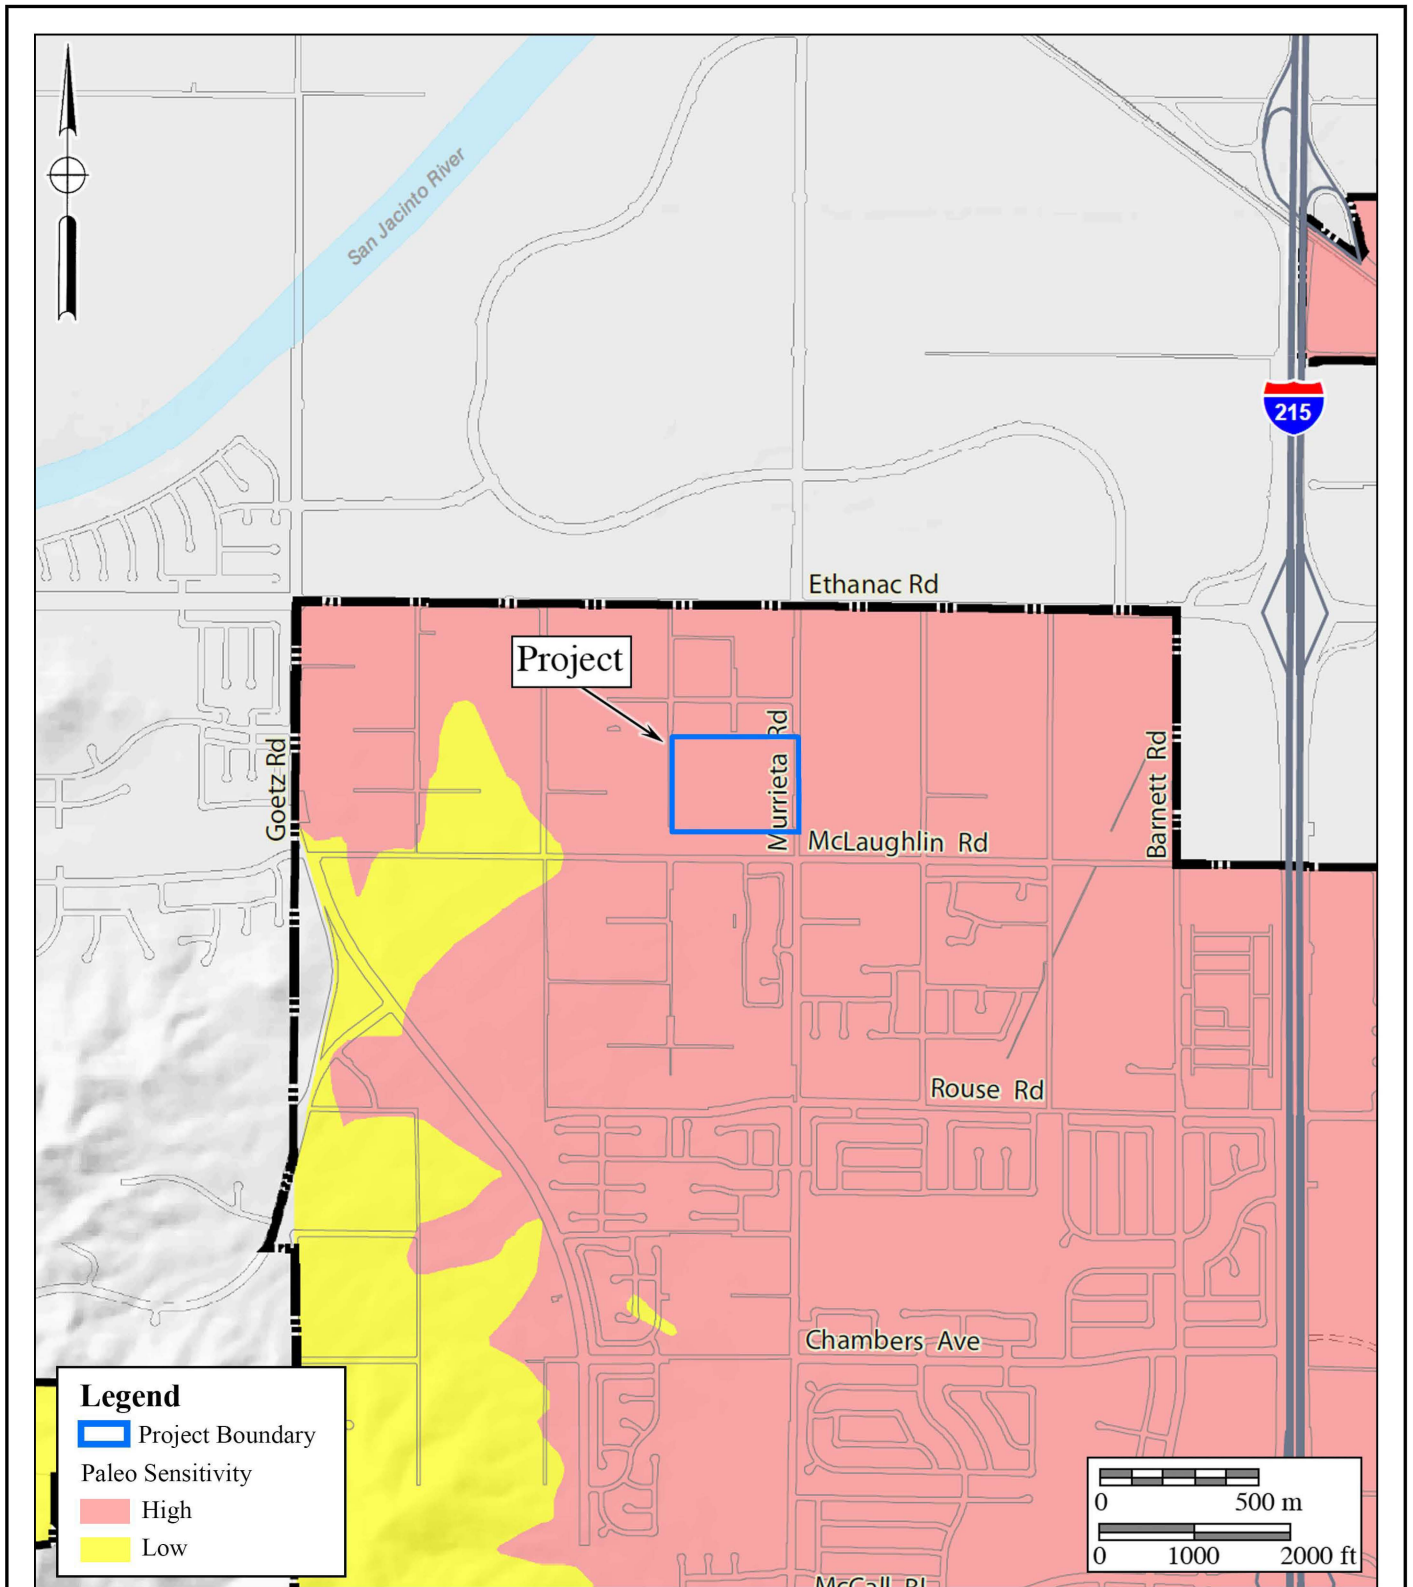 San Jacinto River
215
Ethanac Rd
Project
Goetz Rd
Murrieta Rd
Barnett Rd
McLaughlin Rd
Rouse Rd
Chambers Ave
Legend
Project Boundary
Paleo Sensitivity
High
Low
0 500 m
0 1000 2000 ft
McCall